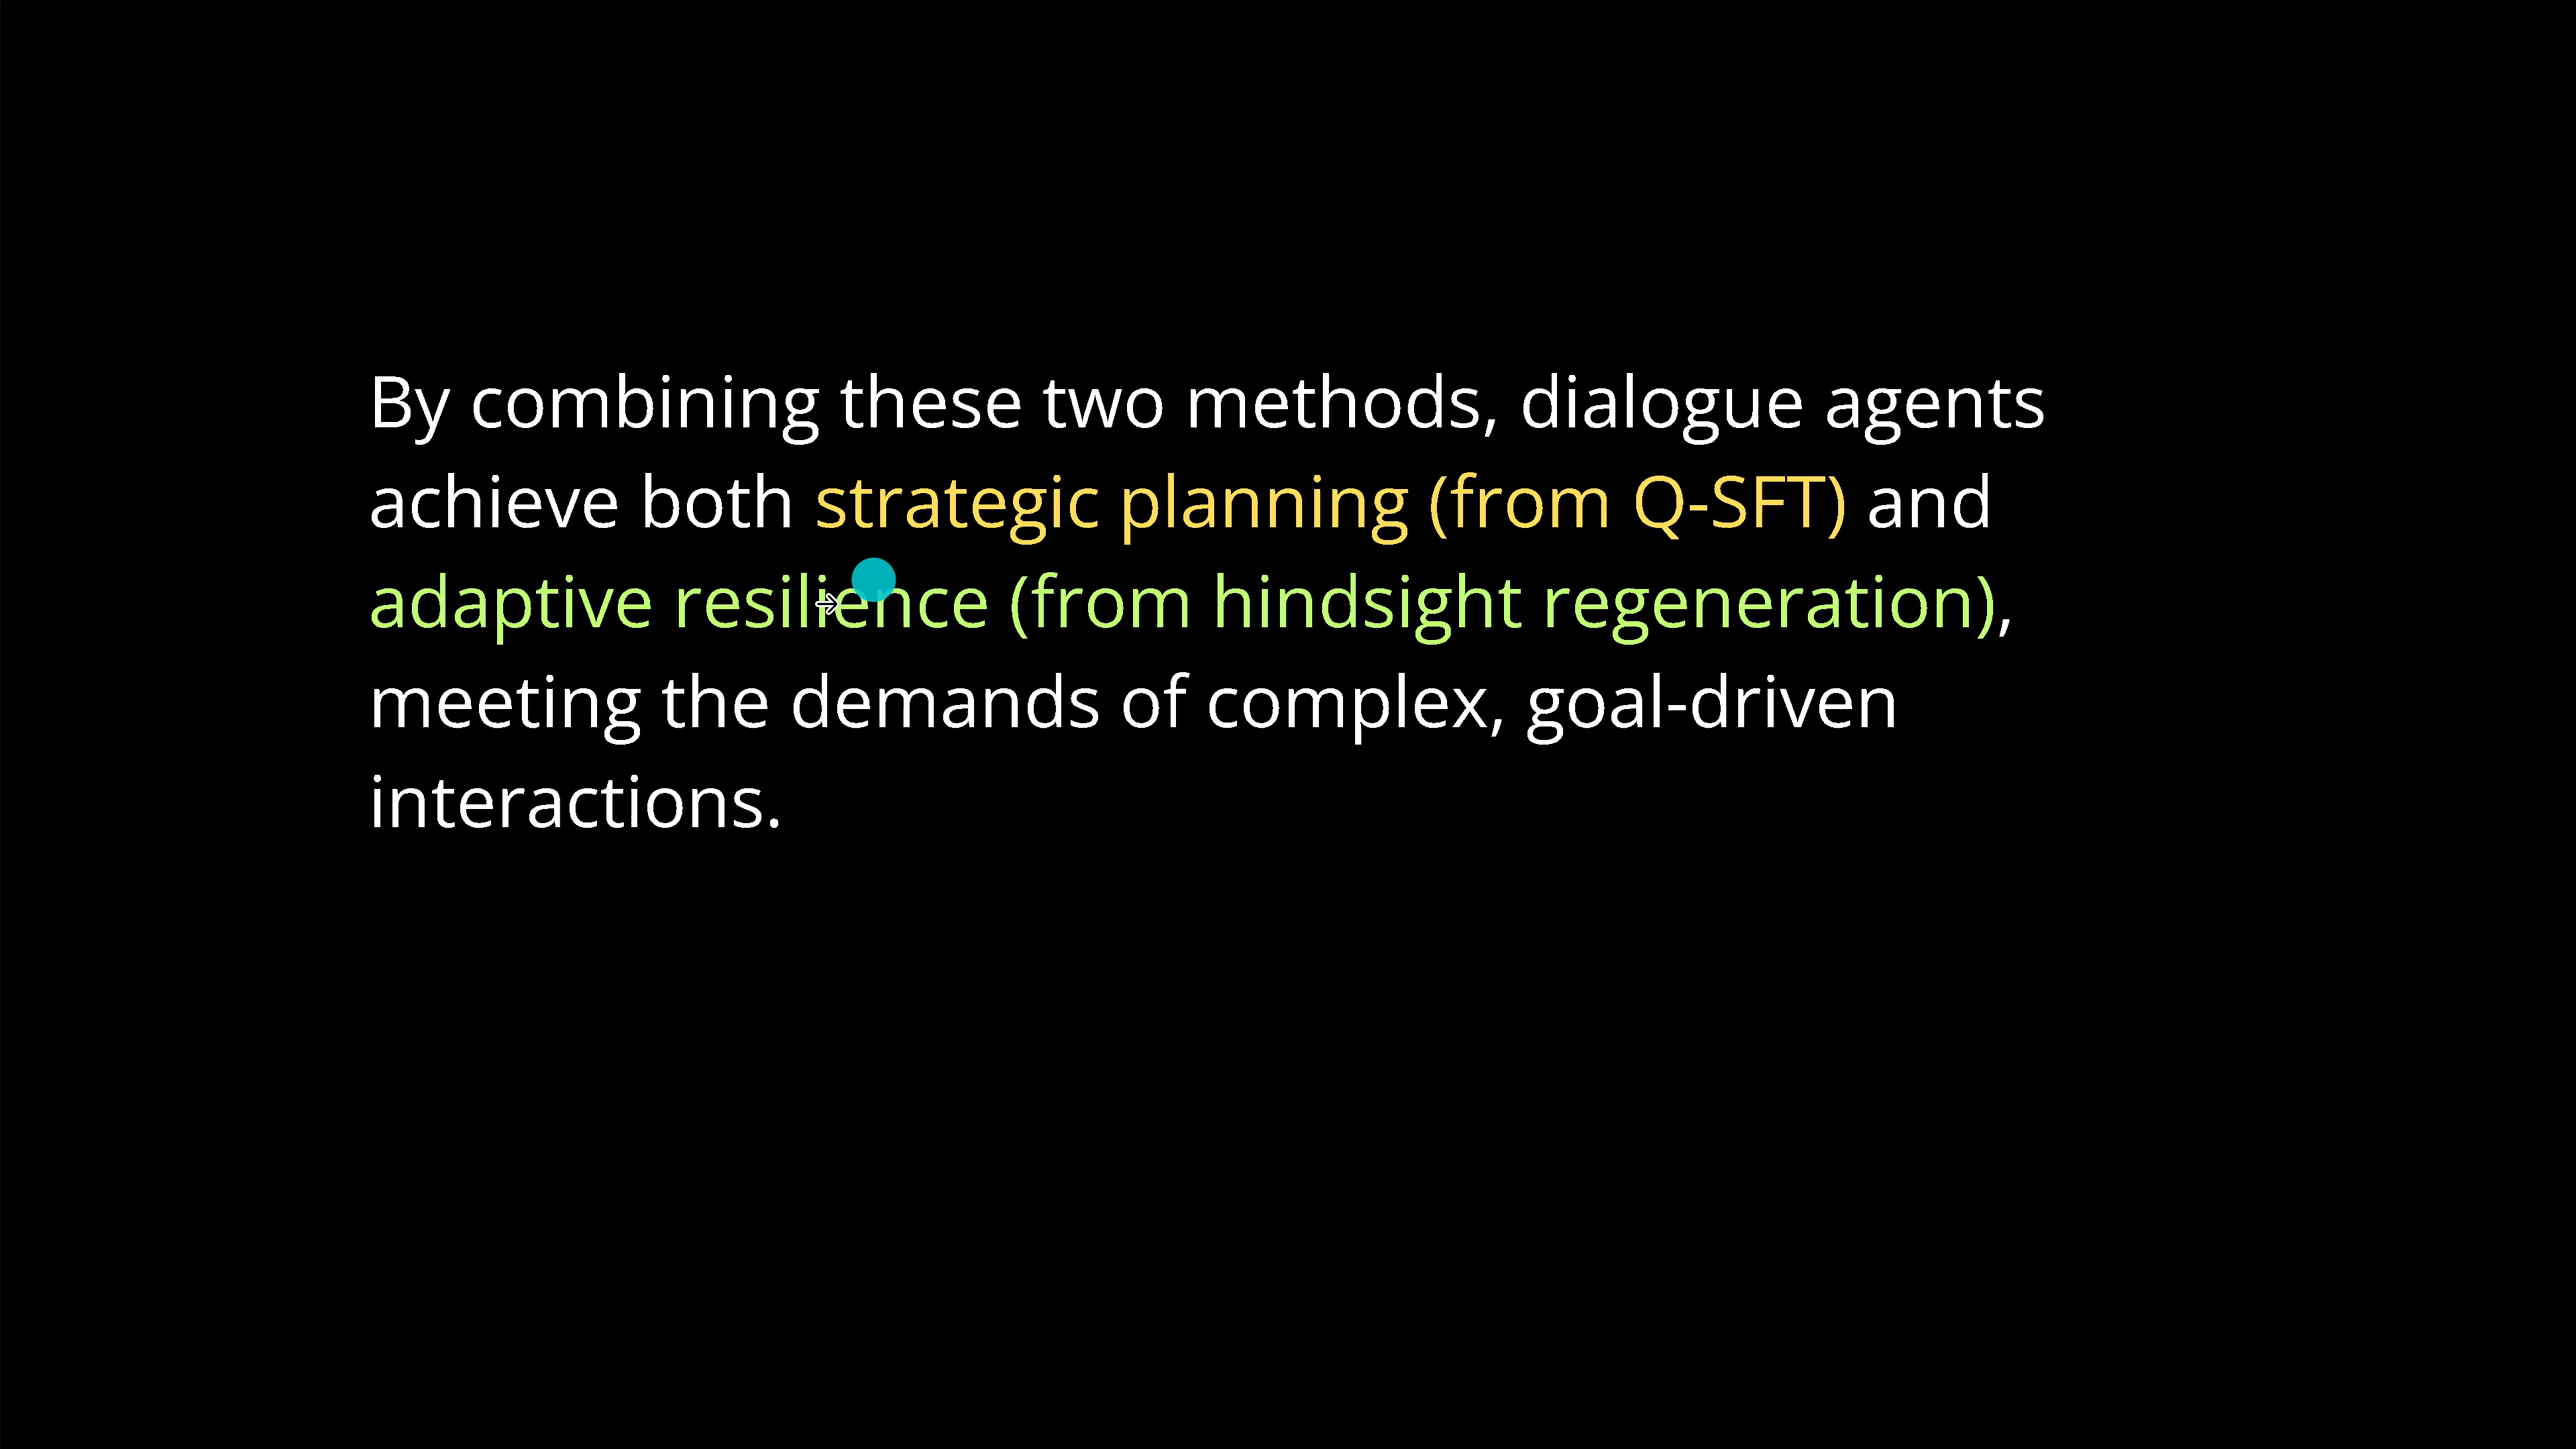 By combining these two methods, dialogue agents
achieve both strategic planning (from Q-SFT) and
adaptive resilience (from hindsight regeneration),
meeting the demands of complex, goal-driven
interactions.